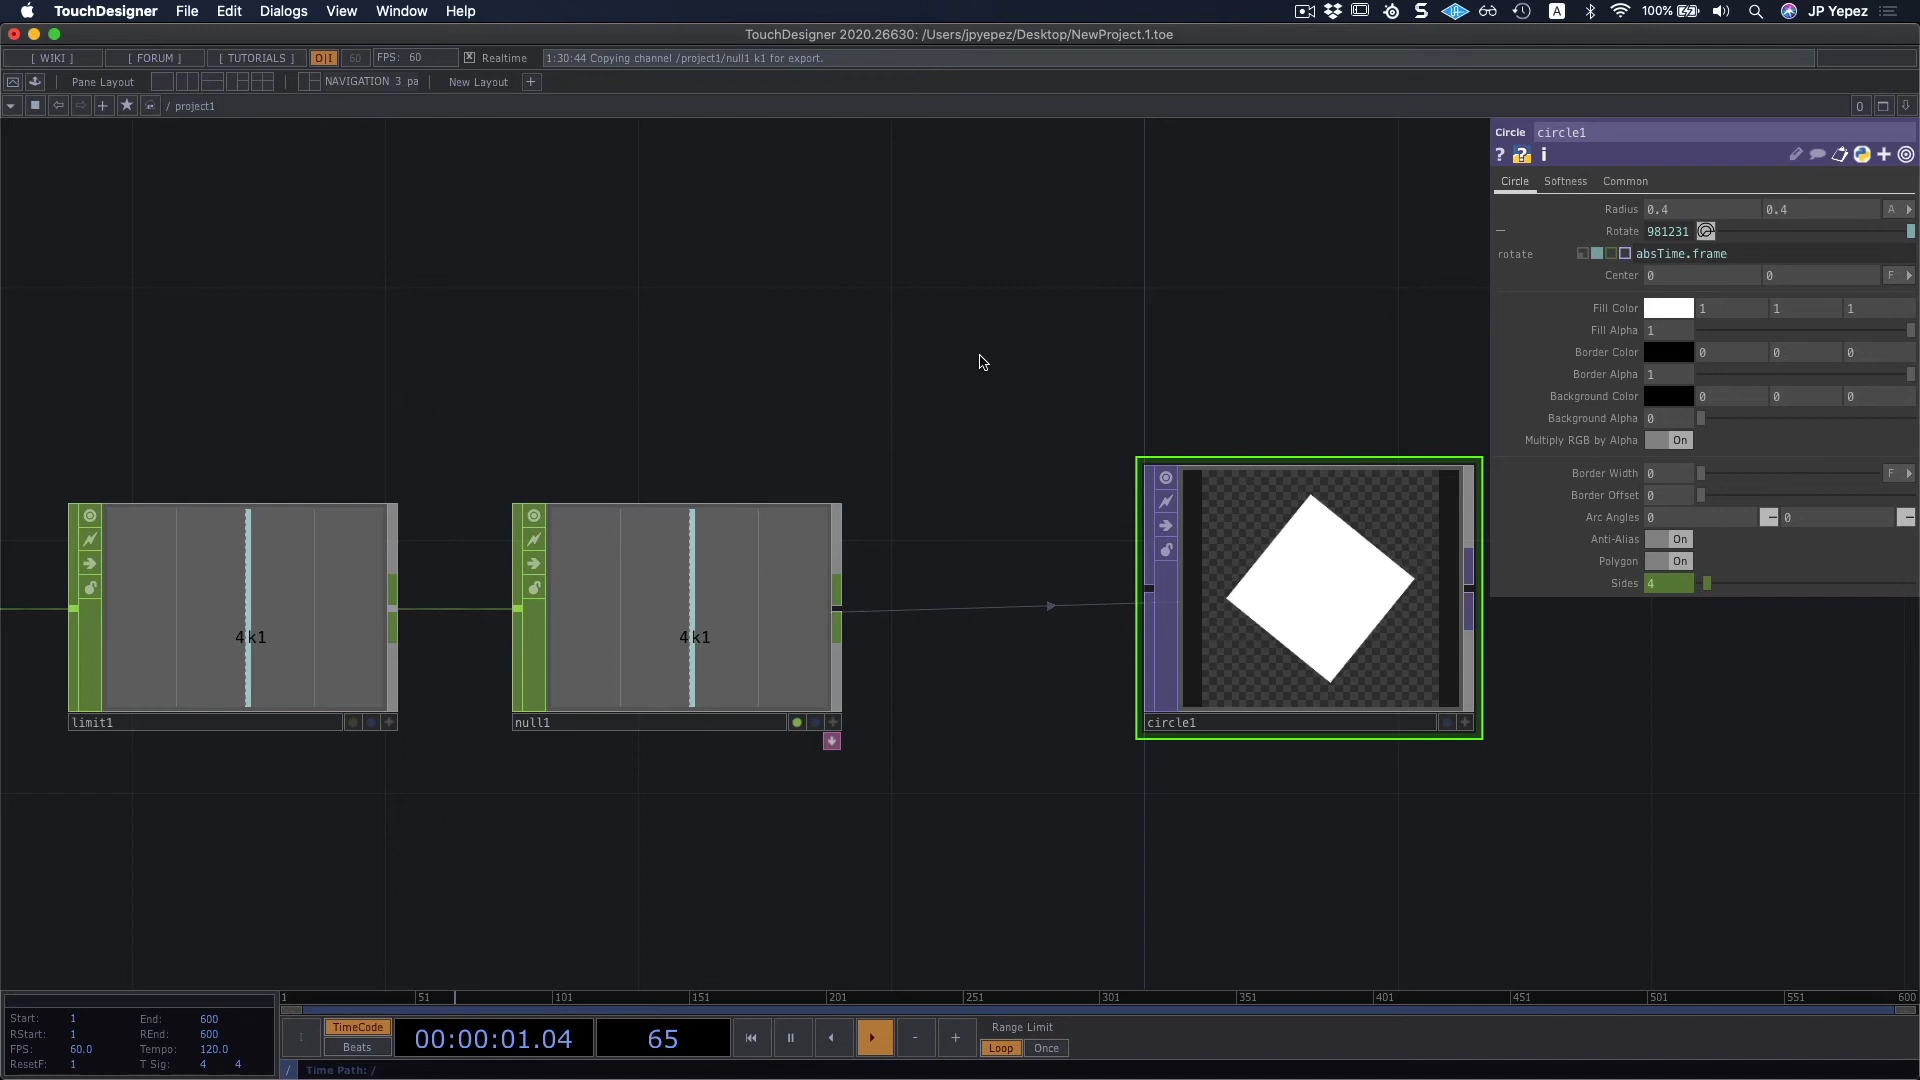 TouchDesigner File Edit Dialogs View Window Help 100% A JP Yepez
TouchDesigner 2020.26630: /Users/jpyepez/Desktop/NewProject.1.toe
[ WIKI ] [ FORUM ] [ TUTORIALS ] O|I 60 FPS: 60 Realtime 1:30:44 Copying channel /project1/null1 k1 for export.
Pane Layout NAVIGATION 3 pa New Layout +
/ project1 0
Circle circle1
? ? i
Circle Softness Common
Radius 0.4 0.4 A
Rotate 981231
rotate absTime.frame
Center 0 0 F
Fill Color 1 1 1
Fill Alpha 1
Border Color 0 0 0
Border Alpha 1
Background Color 0 0 0
Background Alpha 0
Multiply RGB by Alpha On
Border Width 0 F
Border Offset 0
Arc Angles 0 0
Anti-Alias On
Polygon On
Sides 4
4 k1
limit1
4 k1
null1
circle1
1 51 101 151 201 251 301 351 401 451 501 551 600
Start: 1 End: 600
RStart: 1 REnd: 600
FPS: 60.0 Tempo: 120.0
ResetF: 1 T Sig: 4 4
TimeCode
Beats
00:00:01.04
65
- +
Range Limit
Loop Once
/ Time Path: /